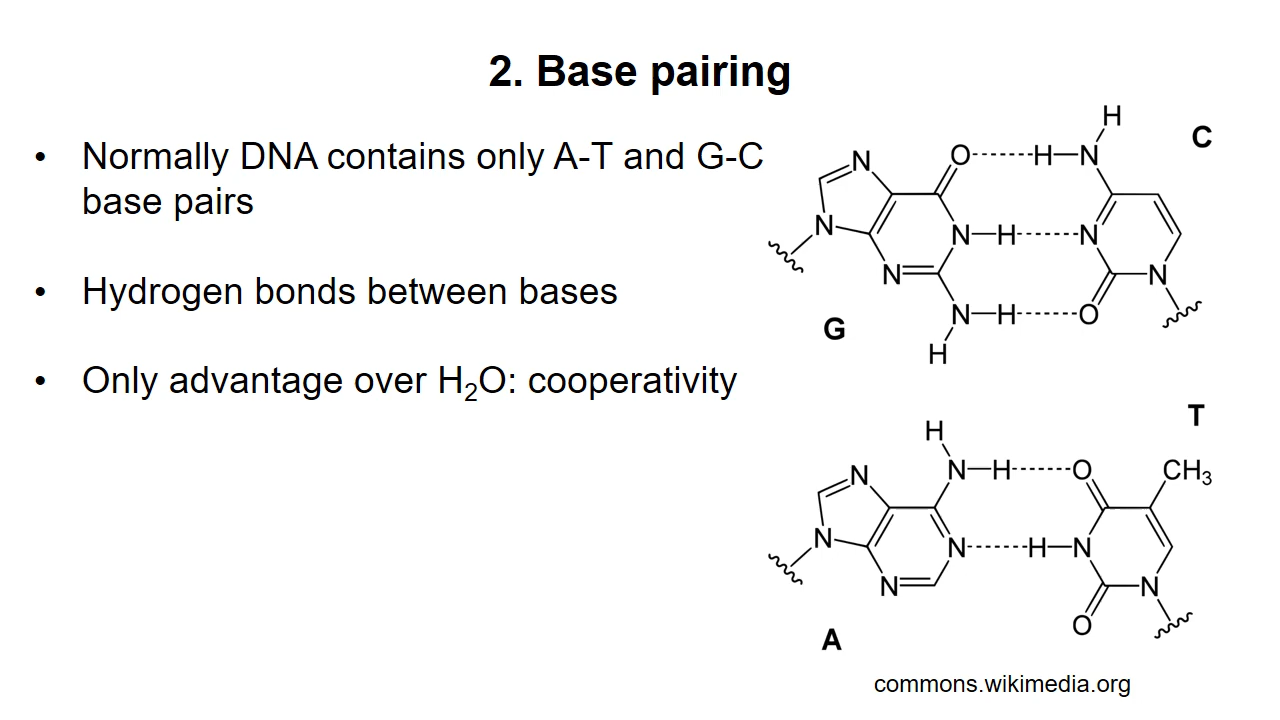 2. Base pairing
• Normally DNA contains only A-T and G-C
base pairs
• Hydrogen bonds between bases
• Only advantage over H₂O: cooperativity
H
C
N
O
H
N
N
N
H
N
N
N
N
H
O
G
H
T
H
N
H
O
CH₃
N
N
N
H
N
N
N
O
A
commons.wikimedia.org